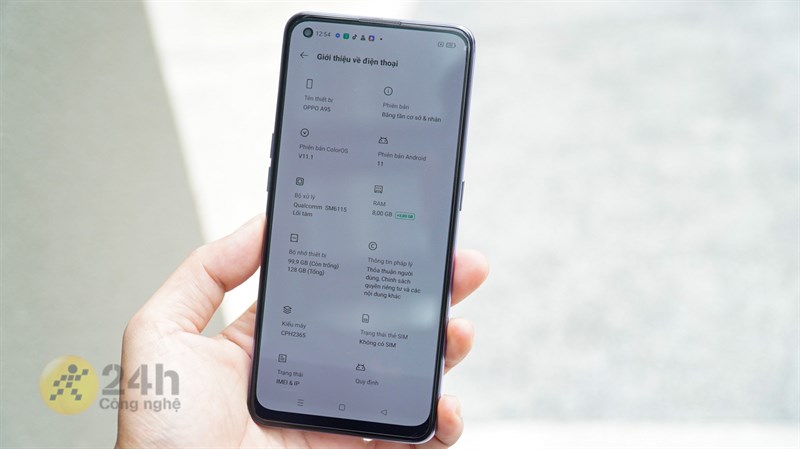 12:54
Giới thiệu về điện thoại
Tên thiết bị
OPPO A95
Phiên bản
Băng tần cơ sở & nhân
Phiên bản ColorOS
V11.1
Phiên bản Android
11
Bộ xử lý
Qualcomm SM6115
Lõi tám
RAM
8,00 GB
Bộ nhớ thiết bị
99,9 GB (Còn trống)
128 GB (Tổng)
Thông tin pháp lý
Thỏa thuận người
dùng, Chính sách
quyền riêng tư và các
nội dung khác
Kiểu máy
CPH2365
Trạng thái thẻ SIM
Không có SIM
Trạng thái
IMEI & IP
Quy định
24h
Công nghệ